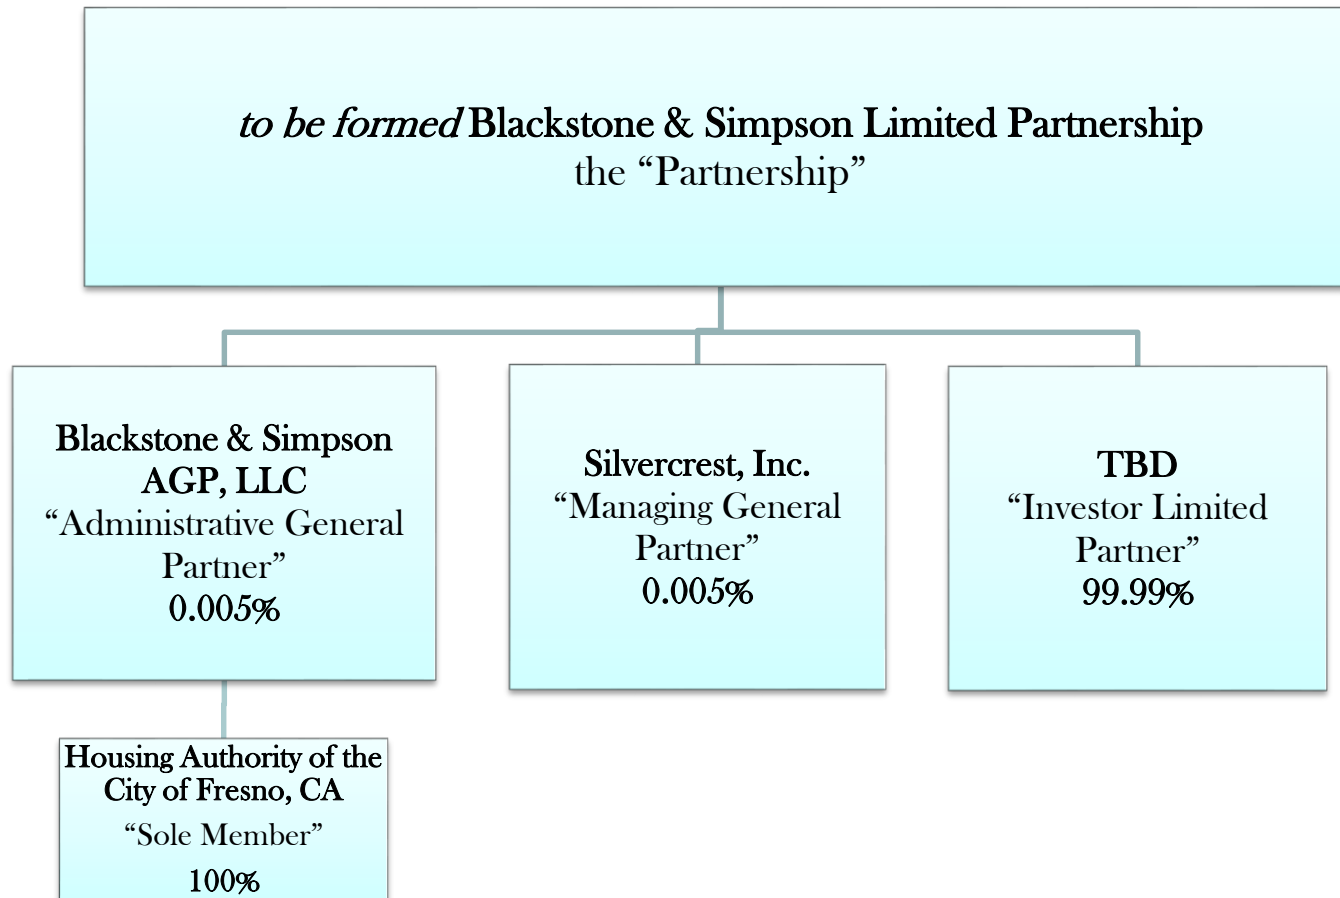 to be formed Blackstone & Simpson Limited Partnership
the “Partnership”
Blackstone & Simpson
AGP, LLC
“Administrative General
Partner”
0.005%
Silvercrest, Inc.
“Managing General
Partner”
0.005%
TBD
“Investor Limited
Partner”
99.99%
Housing Authority of the
City of Fresno, CA
“Sole Member”
100%